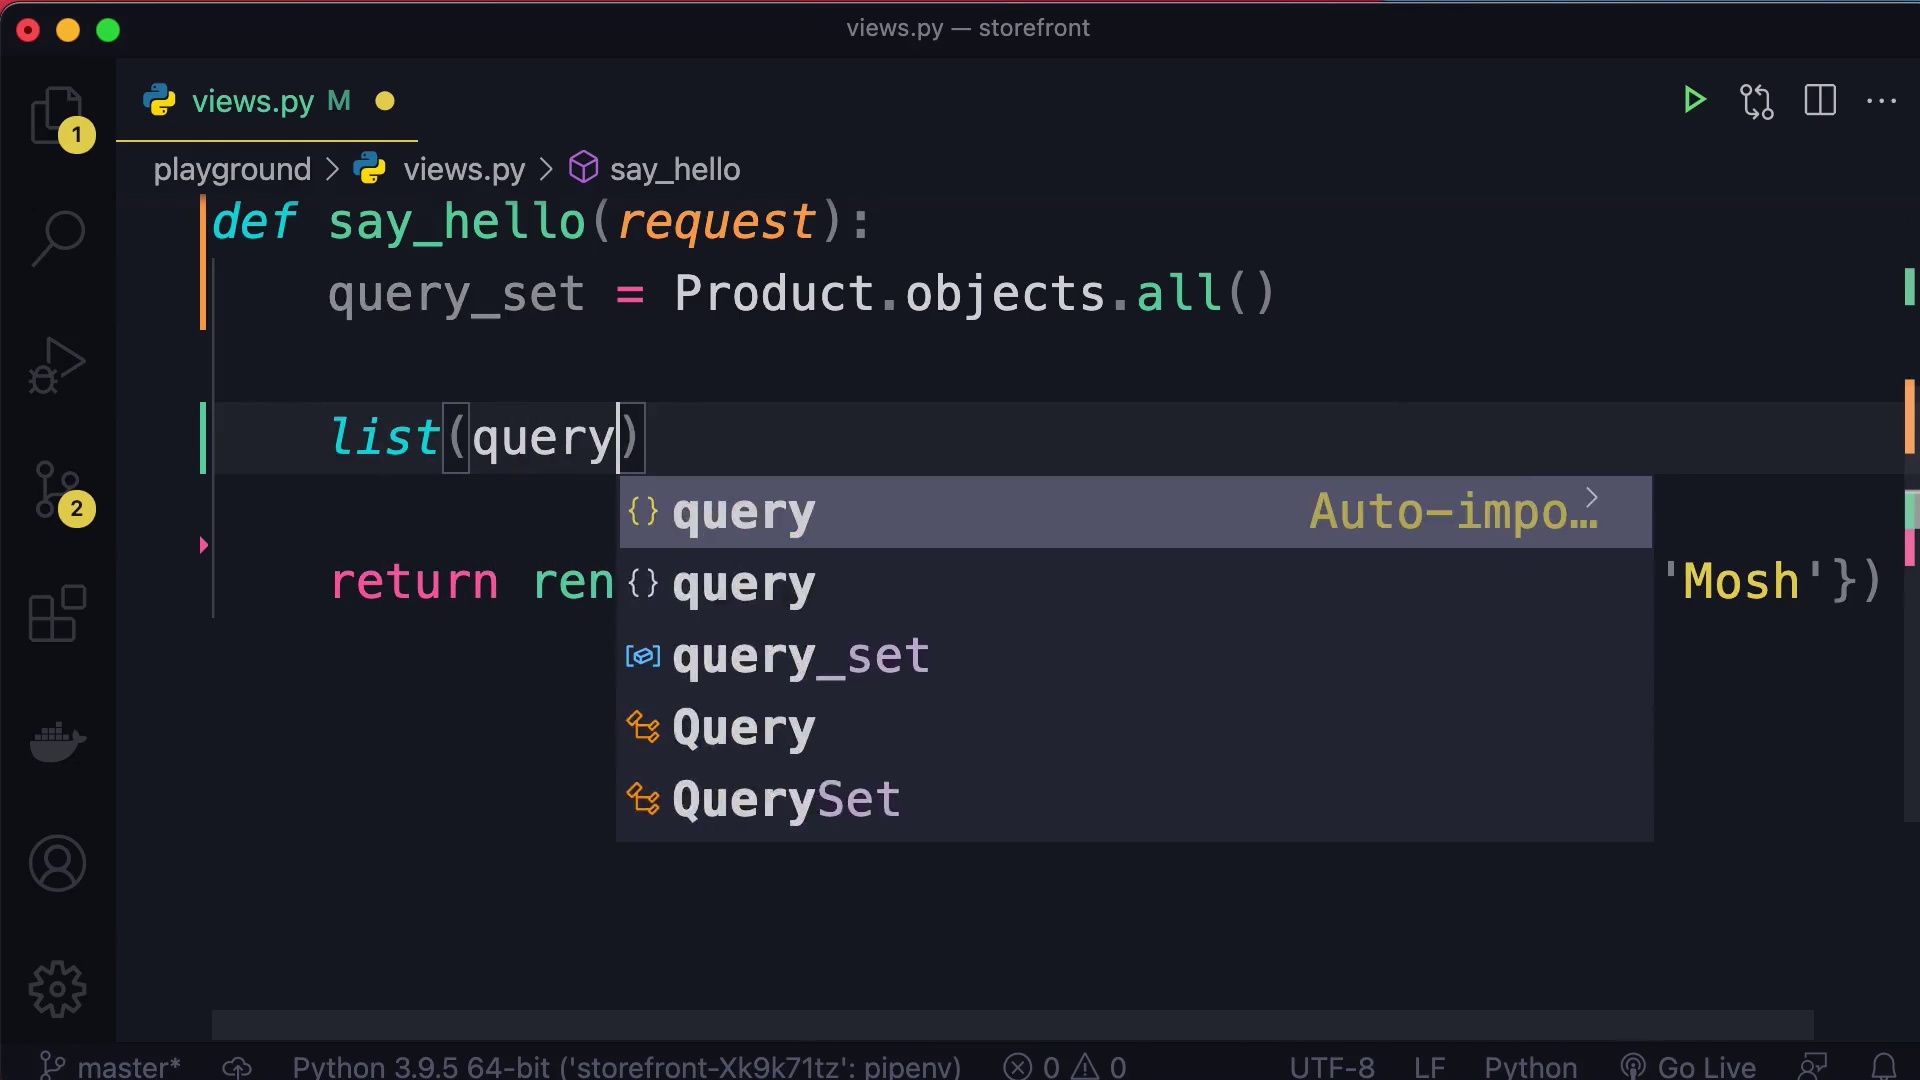 views.py — storefront
views.py M
1
playground > views.py > say_hello
def say_hello(request):
query_set = Product.objects.all()
list(query)
query Auto-impo…
query
query_set
Query
QuerySet
return ren 'Mosh'})
2
master* Python 3.9.5 64-bit ('storefront-Xk9k71tz': pipenv) 0 0 UTF-8 LF Python Go Live